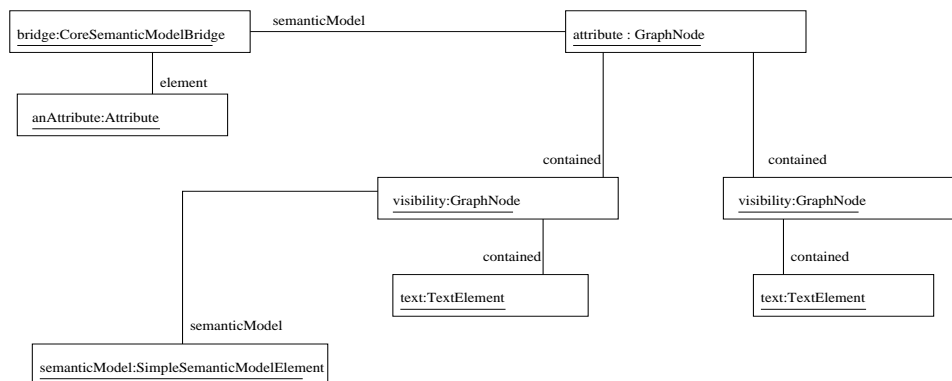 semanticModel
bridge:CoreSemanticModelBridge
attribute : GraphNode
element
anAttribute:Attribute
contained
contained
visibility:GraphNode
visibility:GraphNode
contained
contained
text:TextElement
text:TextElement
semanticModel
semanticModel:SimpleSemanticModelElement